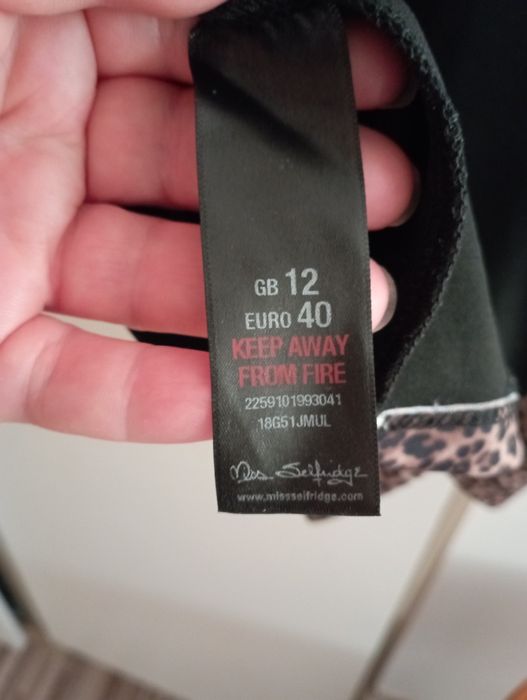 GB 12
EURO 40
KEEP AWAY
FROM FIRE
2259101993041
18G51JMUL
Miss Selfridge
www.missselfridge.com